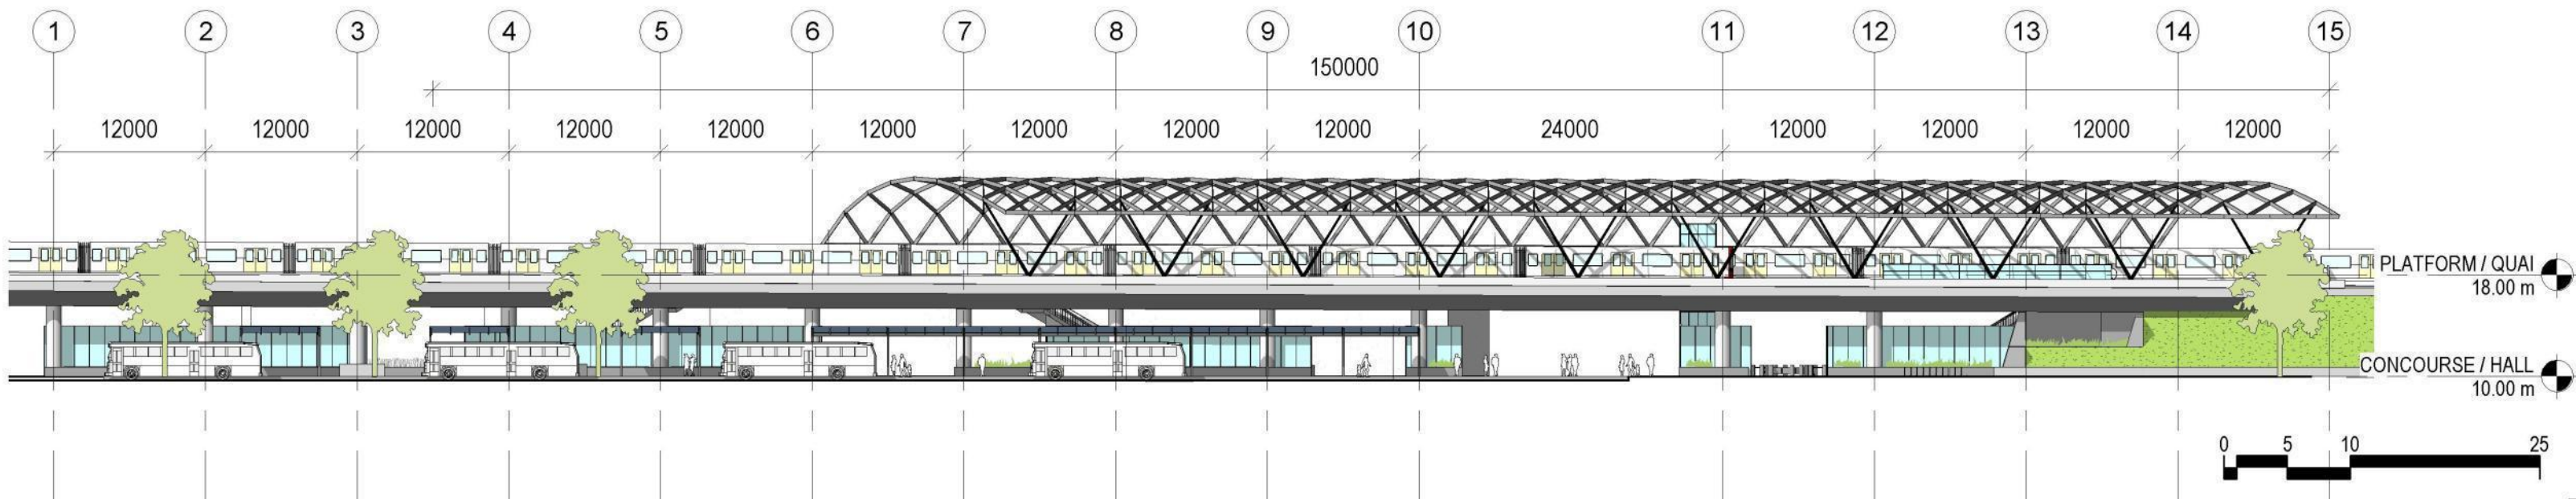 1 2 3 4 5 6 7 8 9 10 11 12 13 14 15
150000
12000 12000 12000 12000 12000 12000 12000 12000 12000 24000 12000 12000 12000 12000
PLATFORM / QUAI
18.00 m
CONCOURSE / HALL
10.00 m
0 5 10 25